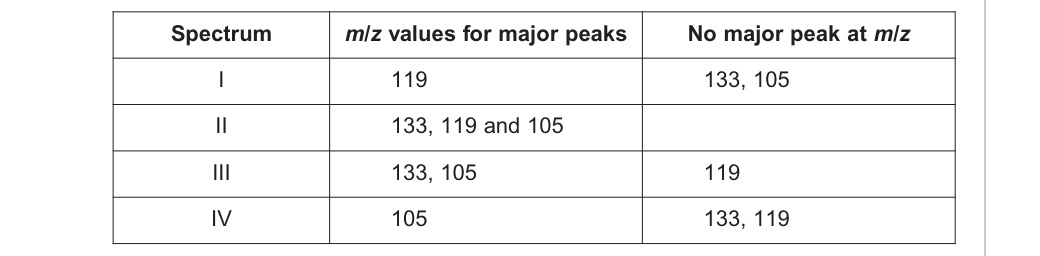 Spectrum m/z values for major peaks No major peak at m/z
I 119 133, 105
II 133, 119 and 105
III 133, 105 119
IV 105 133, 119